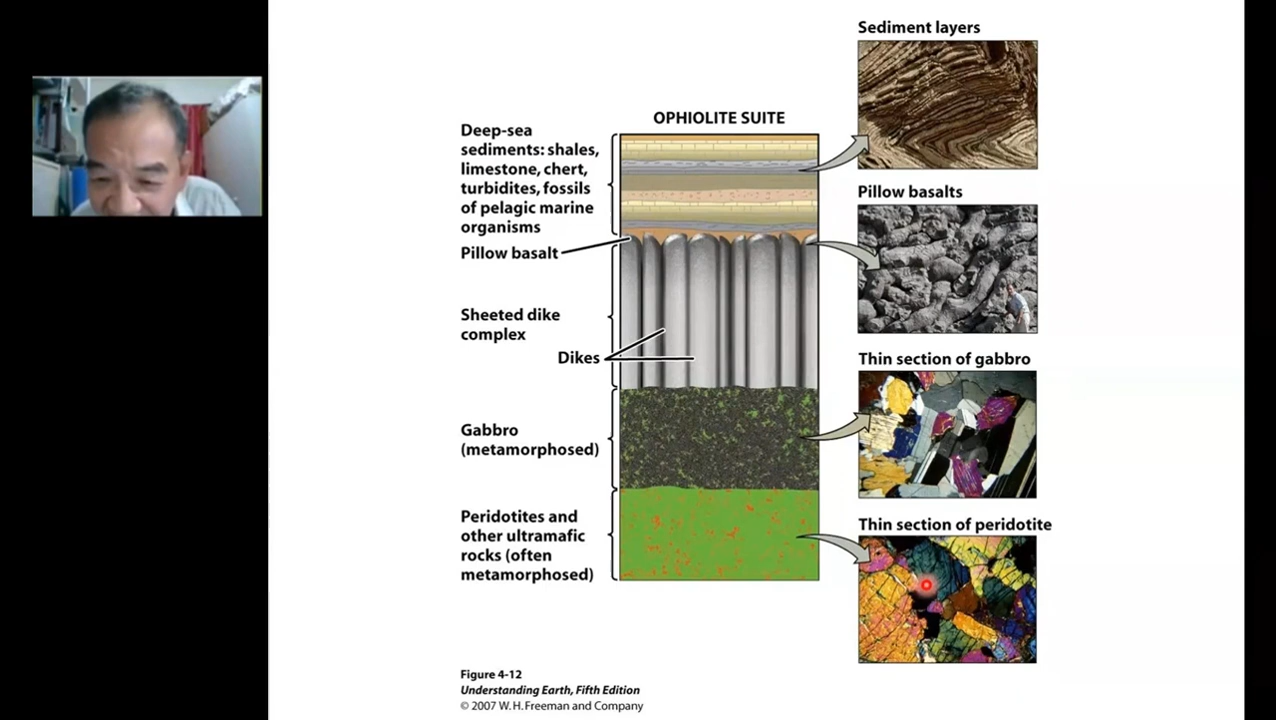 OPHIOLITE SUITE
Deep-sea
sediments: shales,
limestone, chert,
turbidites, fossils
of pelagic marine
organisms
Pillow basalt
Sheeted dike
complex
Dikes
Gabbro
(metamorphosed)
Peridotites and
other ultramafic
rocks (often
metamorphosed)
Sediment layers
Pillow basalts
Thin section of gabbro
Thin section of peridotite
Figure 4-12
Understanding Earth, Fifth Edition
© 2007 W. H. Freeman and Company